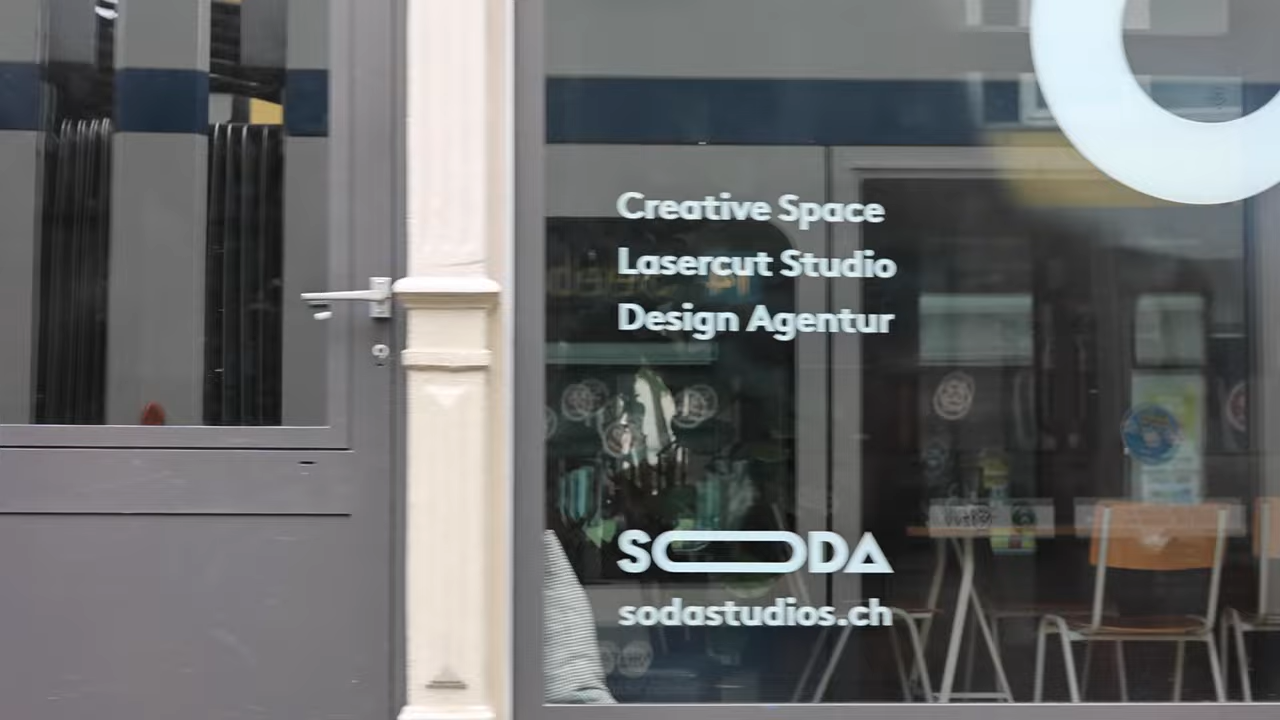 Creative Space
Lasercut Studio
Design Agentur
SODA
sodastudios.ch